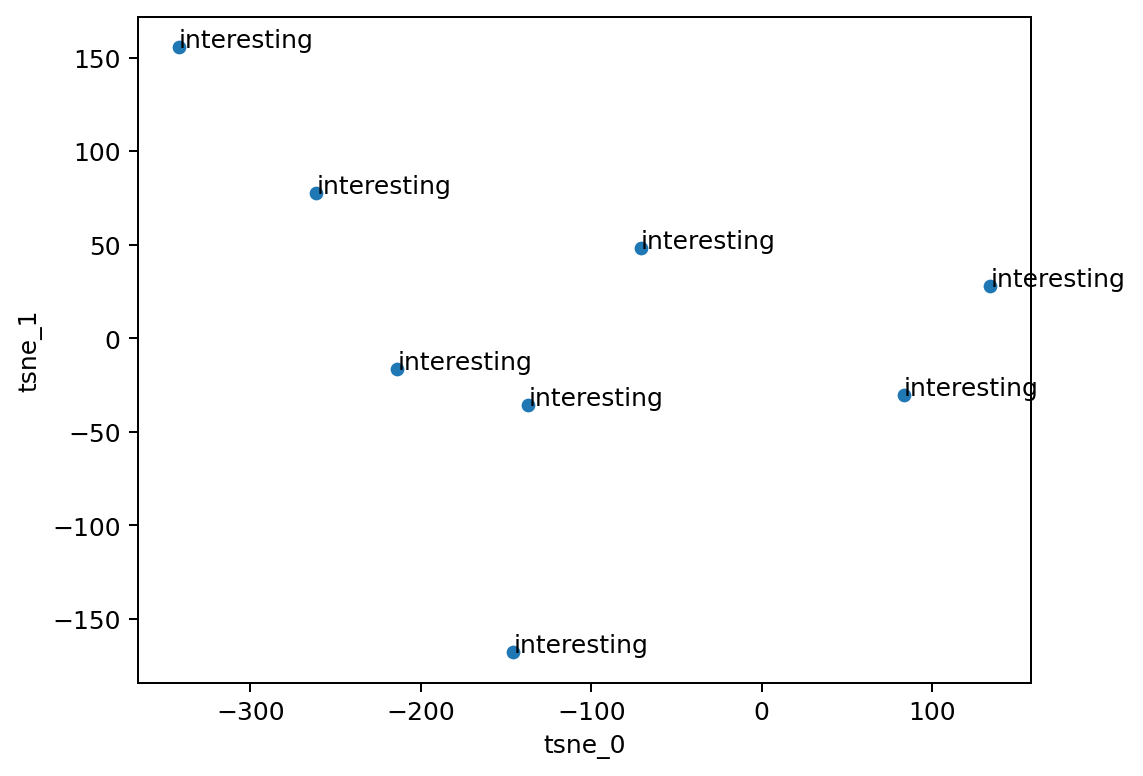 interesting
150
100
interesting
interesting
50
interesting
0
interesting
interesting
interesting
−50
−100
−150
interesting
−300
−200
−100
0
100
tsne_0
tsne_1